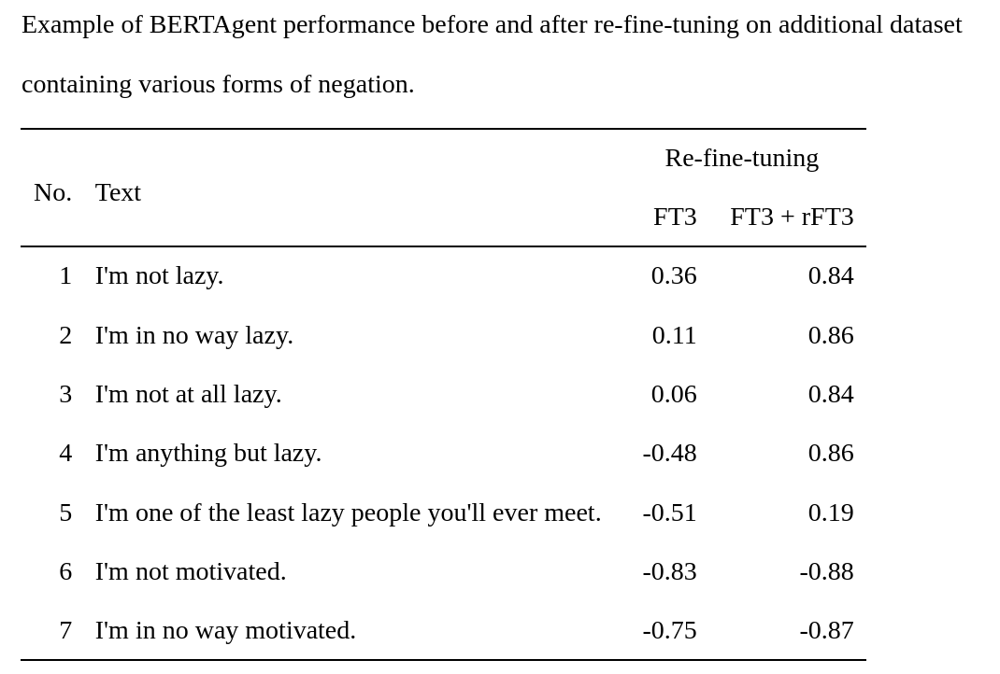 Example of BERTAgent performance before and after re-fine-tuning on additional dataset
containing various forms of negation.
Re-fine-tuning
No. Text
FT3 FT3 + rFT3
1 I'm not lazy. 0.36 0.84
2 I'm in no way lazy. 0.11 0.86
3 I'm not at all lazy. 0.06 0.84
4 I'm anything but lazy. -0.48 0.86
5 I'm one of the least lazy people you'll ever meet. -0.51 0.19
6 I'm not motivated. -0.83 -0.88
7 I'm in no way motivated. -0.75 -0.87